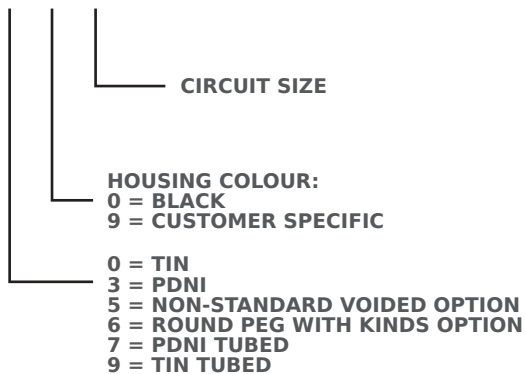 CIRCUIT SIZE
HOUSING COLOUR:
0 = BLACK
9 = CUSTOMER SPECIFIC
0 = TIN
3 = PDNI
5 = NON-STANDARD VOIDED OPTION
6 = ROUND PEG WITH KINDS OPTION
7 = PDNI TUBED
9 = TIN TUBED